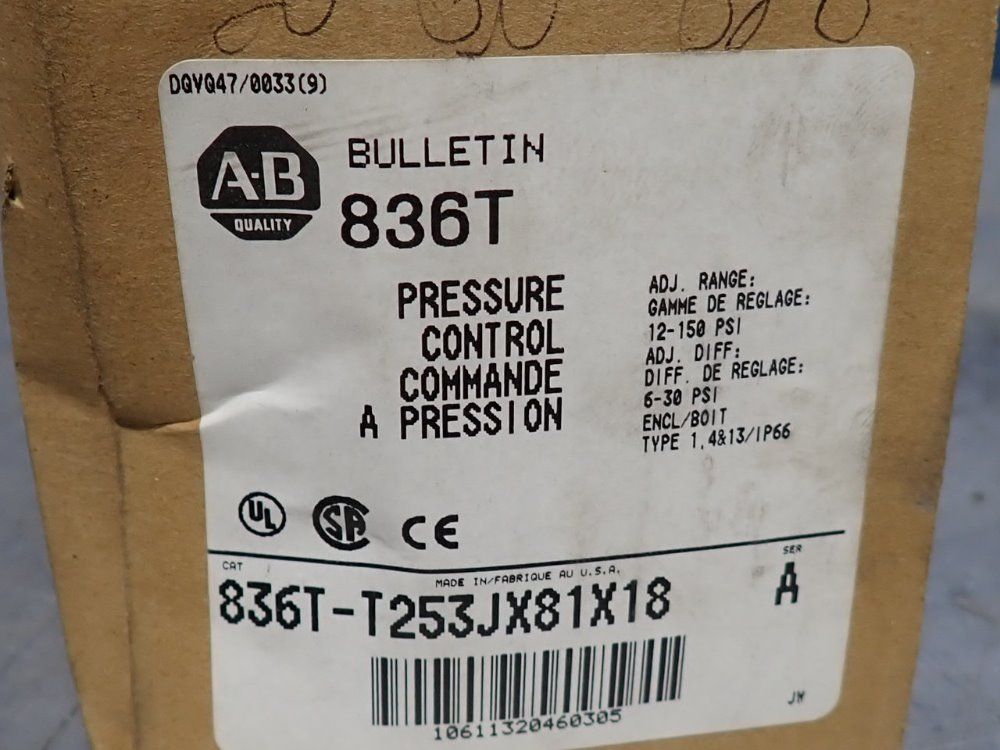 DQVQ47/0033(9)
A-B
QUALITY
BULLETIN
836T
PRESSURE
CONTROL
COMMANDE
A PRESSION
ADJ. RANGE:
GAMME DE REGLAGE:
12-150 PSI
ADJ. DIFF:
DIFF. DE REGLAGE:
6-30 PSI
ENCL/BOIT
TYPE 1,4&13/IP66
UL
SA
CE
CAT
MADE IN/FABRIQUE AU U.S.A.
SER
836T-T253JX81X18
A
10611320460305
JW